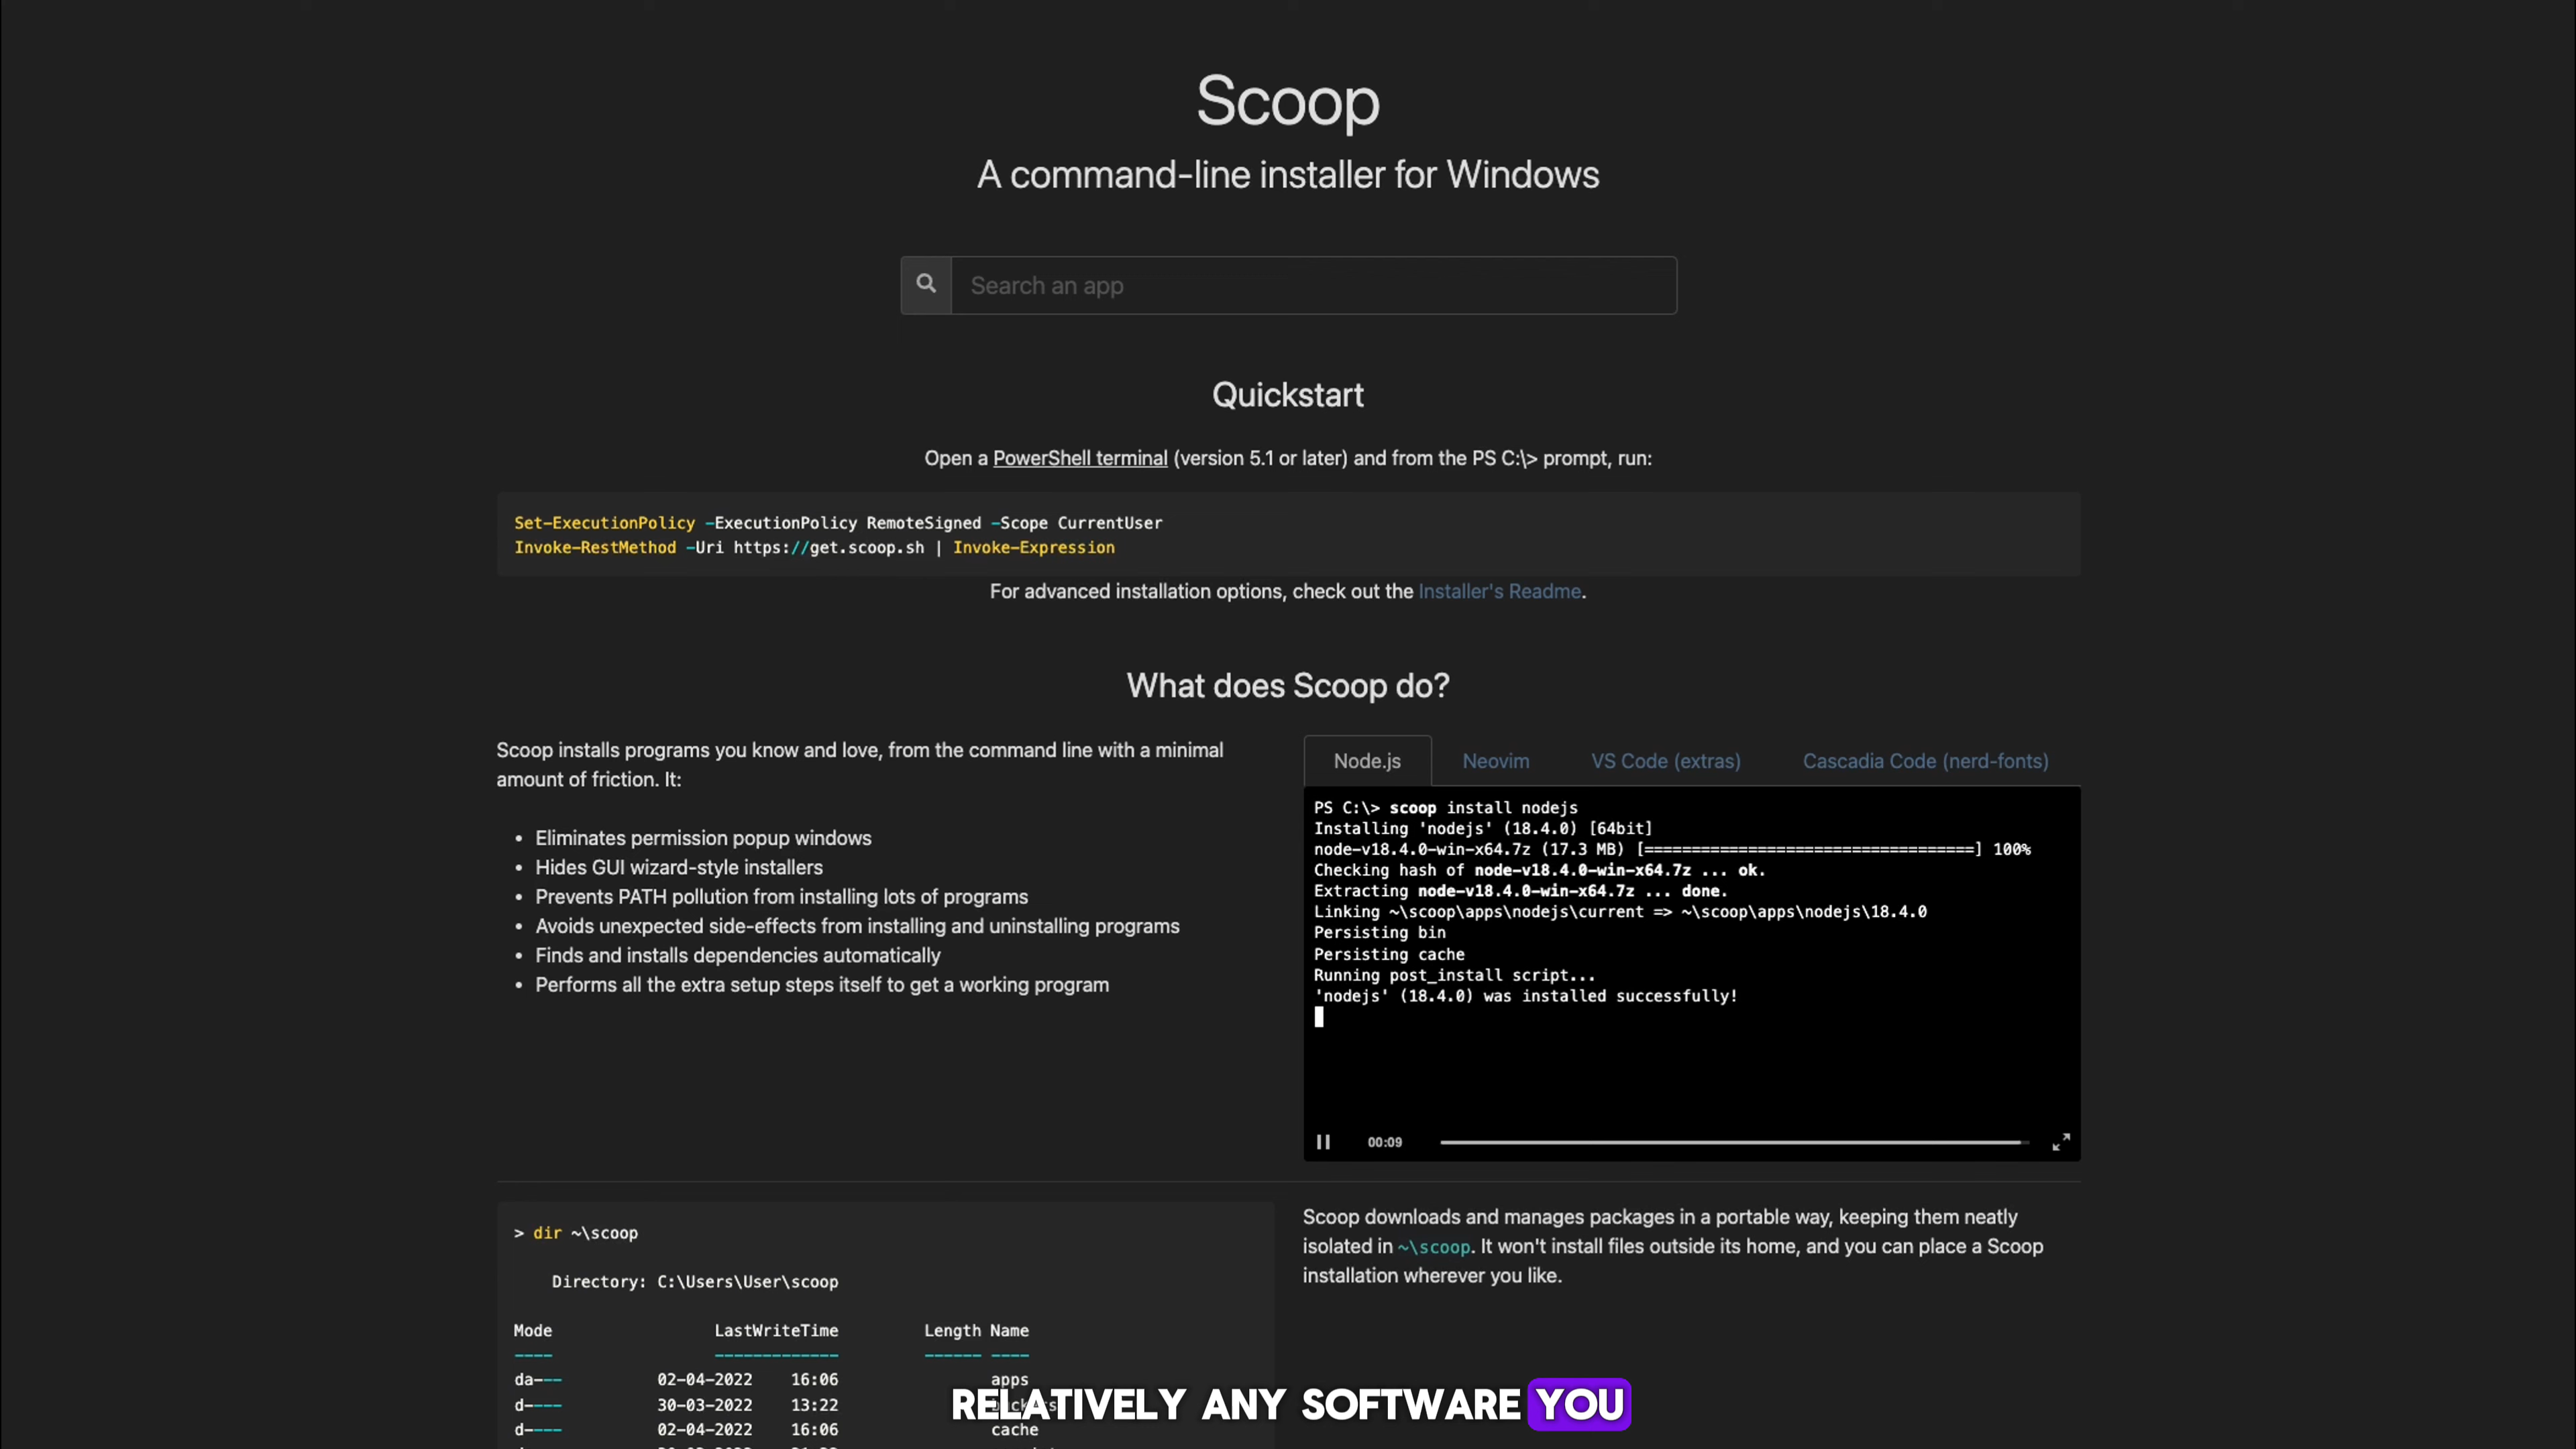 Scoop
A command-line installer for Windows
Search an app
Quickstart
Open a PowerShell terminal (version 5.1 or later) and from the PS C:\> prompt, run:
Set-ExecutionPolicy -ExecutionPolicy RemoteSigned -Scope CurrentUser
Invoke-RestMethod -Uri https://get.scoop.sh | Invoke-Expression
For advanced installation options, check out the Installer's Readme.
What does Scoop do?
Scoop installs programs you know and love, from the command line with a minimal
amount of friction. It:
• Eliminates permission popup windows
• Hides GUI wizard-style installers
• Prevents PATH pollution from installing lots of programs
• Avoids unexpected side-effects from installing and uninstalling programs
• Finds and installs dependencies automatically
• Performs all the extra setup steps itself to get a working program
Node.js Neovim VS Code (extras) Cascadia Code (nerd-fonts)
PS C:\> scoop install nodejs
Installing 'nodejs' (18.4.0) [64bit]
node-v18.4.0-win-x64.7z (17.3 MB) [===================================] 100%
Checking hash of node-v18.4.0-win-x64.7z ... ok.
Extracting node-v18.4.0-win-x64.7z ... done.
Linking ~\scoop\apps\nodejs\current => ~\scoop\apps\nodejs\18.4.0
Persisting bin
Persisting cache
Running post_install script...
'nodejs' (18.4.0) was installed successfully!
00:09
> dir ~\scoop
Directory: C:\Users\User\scoop
Mode LastWriteTime Length Name
---- ------------- ------ ----
da--- 02-04-2022 16:06 apps
d---- 30-03-2022 13:22
d---- 02-04-2022 16:06 cache
Scoop downloads and manages packages in a portable way, keeping them neatly
isolated in ~\scoop. It won't install files outside its home, and you can place a Scoop
installation wherever you like.
RELATIVELY ANY SOFTWARE YOU